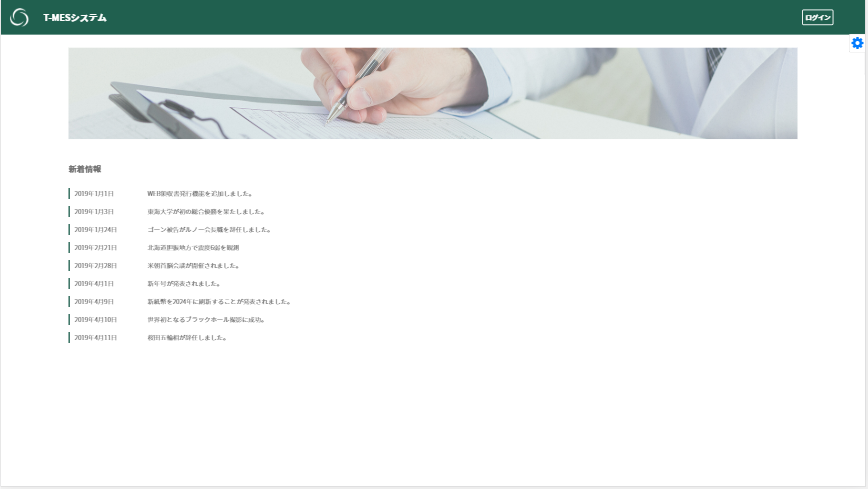 T-MESシステム
ログイン
新着情報
2019年1月1日 WEB領収書発行機能を追加しました。
2019年1月3日 東海大学が初の総合優勝を果たしました。
2019年1月24日 ゴーン被告がルノー会長職を辞任しました。
2019年2月21日 北海道胆振地方で震度6弱を観測
2019年2月28日 米朝首脳会談が開催されました。
2019年4月1日 新年号が発表されました。
2019年4月9日 新紙幣を2024年に刷新することが発表されました。
2019年4月10日 世界初となるブラックホール撮影に成功。
2019年4月11日 桜田五輪相が辞任しました。